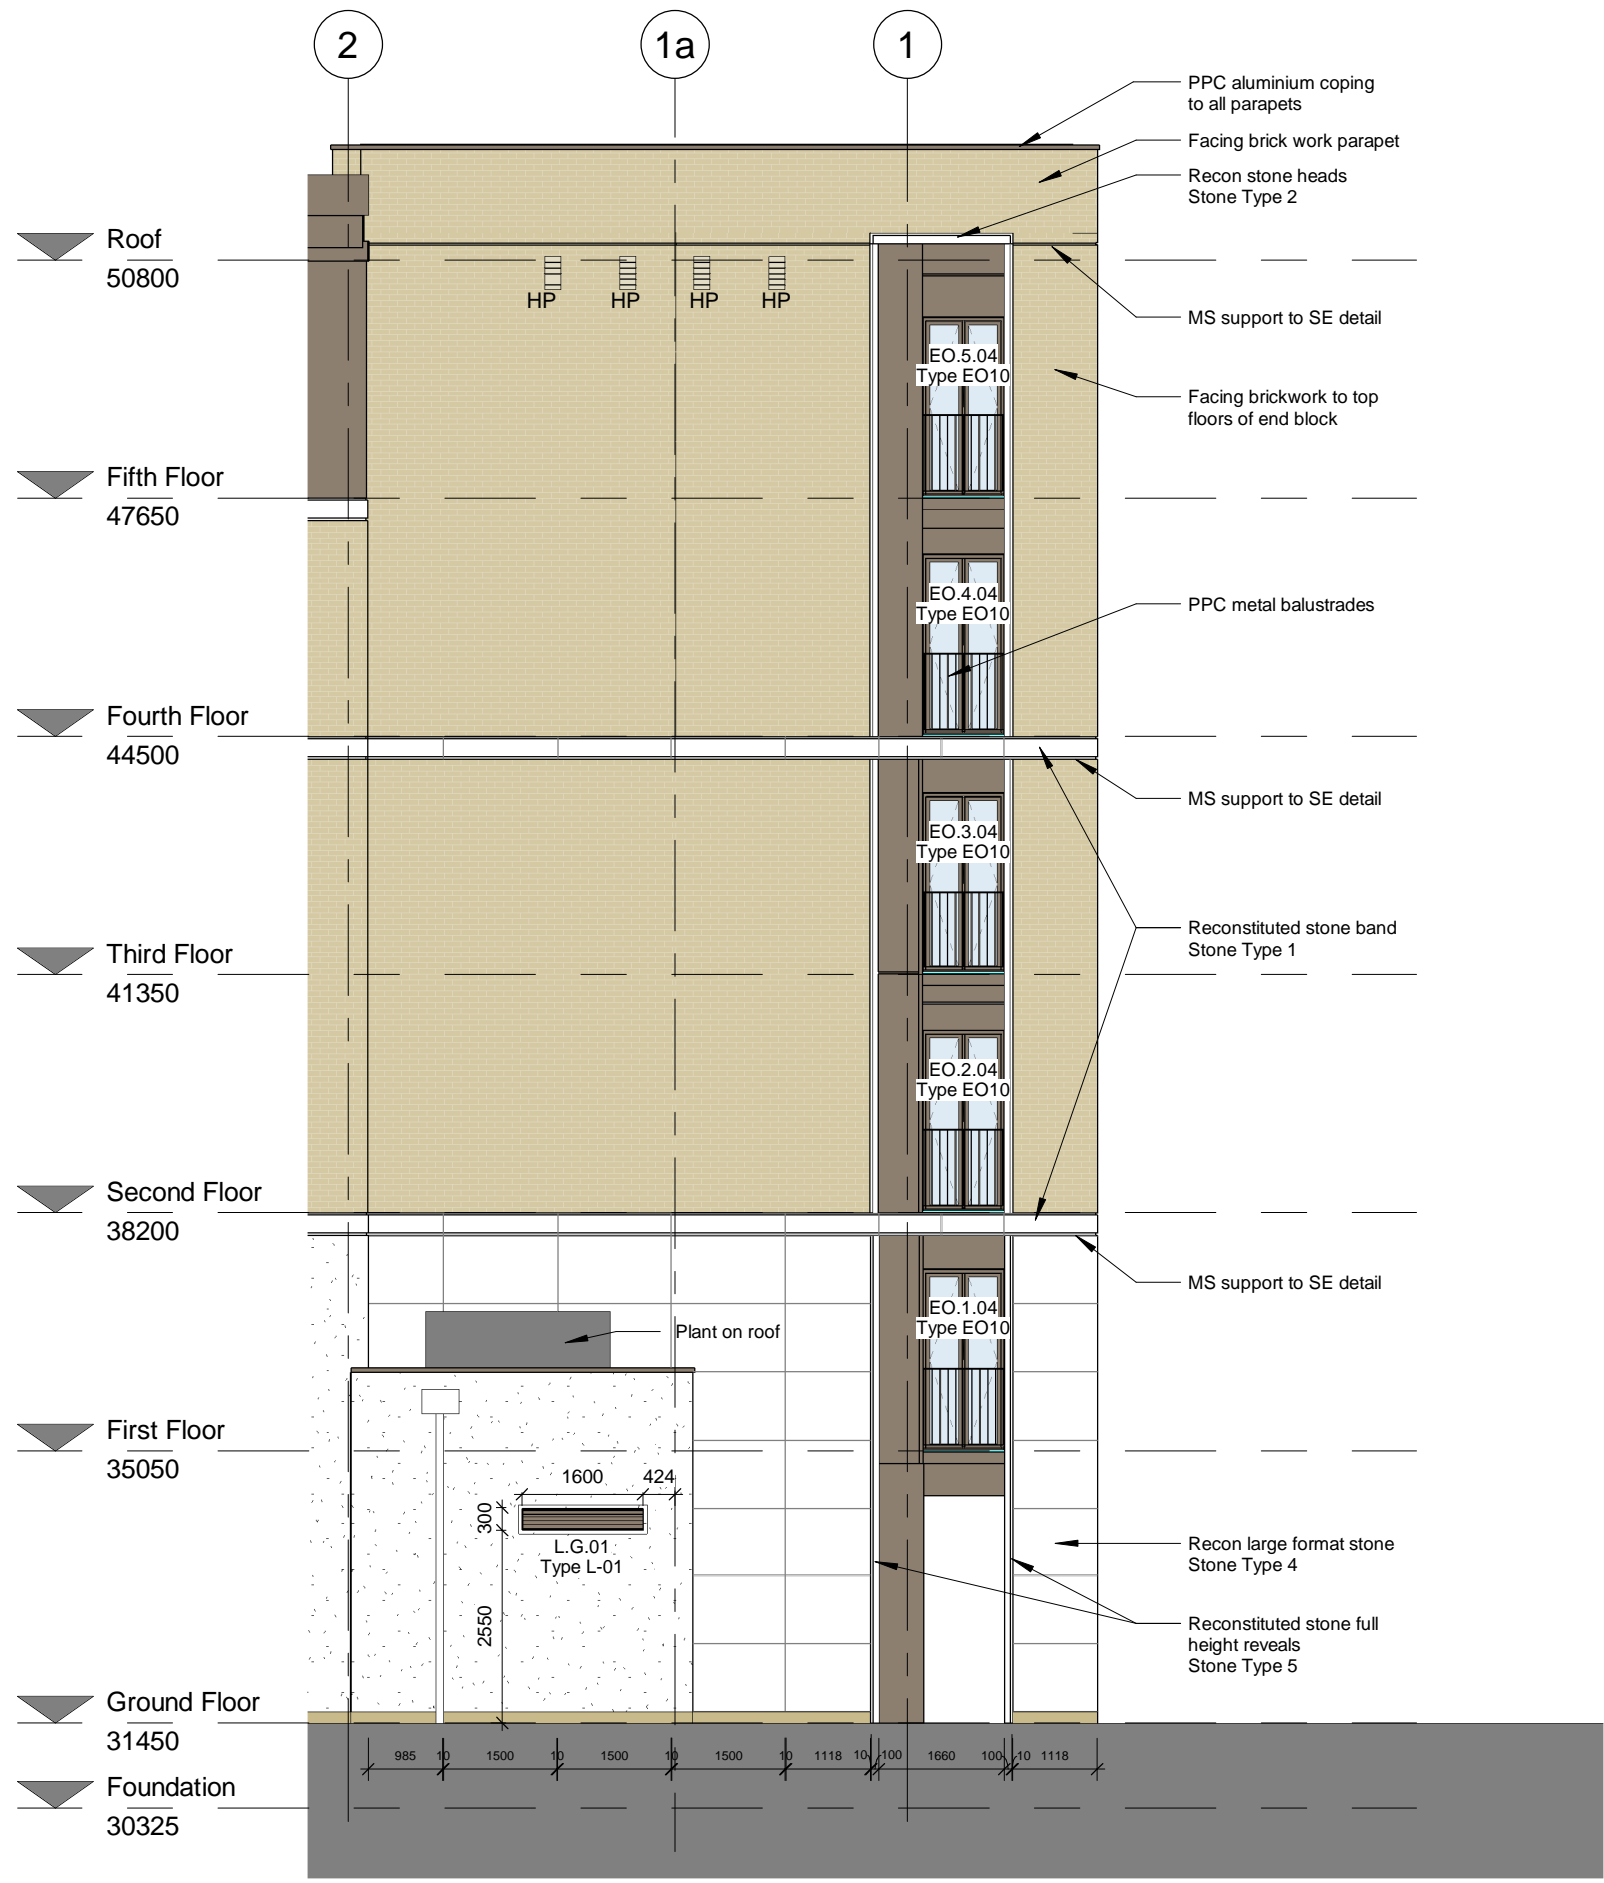 2
1a
1
PPC aluminium coping
to all parapets
Facing brick work parapet
Recon stone heads
Stone Type 2
Roof
50800
HP
HP
HP
HP
MS support to SE detail
EO.5.04
Type EO10
Facing brickwork to top
floors of end block
Fifth Floor
47650
EO.4.04
Type EO10
PPC metal balustrades
Fourth Floor
44500
MS support to SE detail
EO.3.04
Type EO10
Reconstituted stone band
Stone Type 1
Third Floor
41350
EO.2.04
Type EO10
Second Floor
38200
MS support to SE detail
EO.1.04
Type EO10
Plant on roof
First Floor
35050
1600
424
300
L.G.01
Type L-01
2550
Recon large format stone
Stone Type 4
Reconstituted stone full
height reveals
Stone Type 5
Ground Floor
31450
985 10 1500 10 1500 10 1500 10 1118 10 100 1660 100 10 1118
Foundation
30325